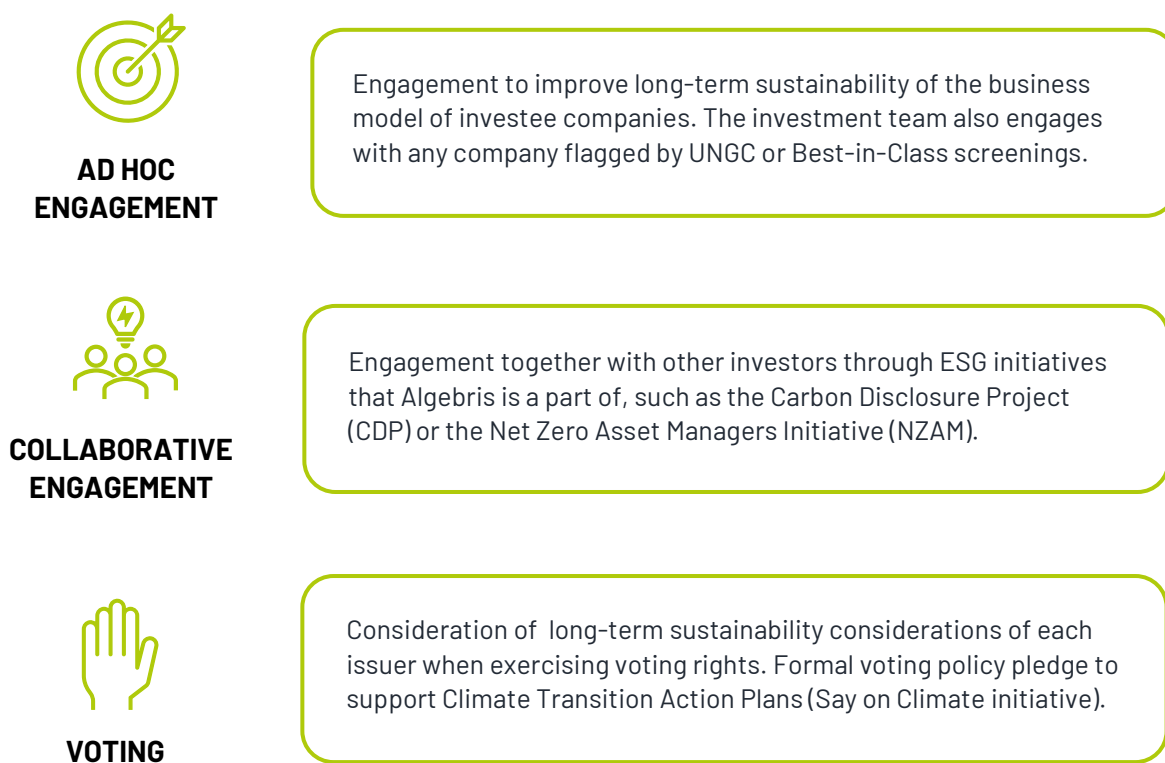 AD HOC
ENGAGEMENT
Engagement to improve long-term sustainability of the business
model of investee companies. The investment team also engages
with any company flagged by UNGC or Best-in-Class screenings.
COLLABORATIVE
ENGAGEMENT
Engagement together with other investors through ESG initiatives
that Algebris is a part of, such as the Carbon Disclosure Project
(CDP) or the Net Zero Asset Managers Initiative (NZAM).
VOTING
Consideration of  long-term sustainability considerations of each
issuer when exercising voting rights. Formal voting policy pledge to
support Climate Transition Action Plans (Say on Climate initiative).